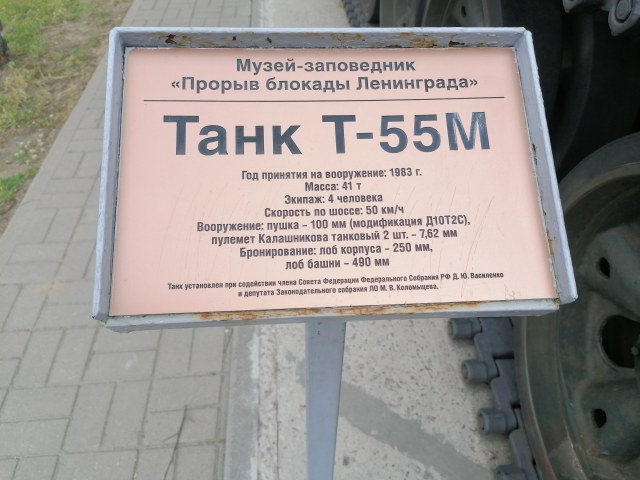 Музей-заповедник
«Прорыв блокады Ленинграда»
Танк Т-55М
Год принятия на вооружение: 1983 г.
Масса: 41 т
Экипаж: 4 человека
Скорость по шоссе: 50 км/ч
Вооружение: пушка – 100 мм (модификация Д10Т2С),
пулемет Калашникова танковый 2 шт. – 7,62 мм
Бронирование: лоб корпуса – 250 мм,
лоб башни – 490 мм
Танк установлен при содействии члена Совета Федерации Федерального Собрания РФ Д. Ю. Василенко
и депутата Законодательного собрания ЛО М. В. Коломыцева.